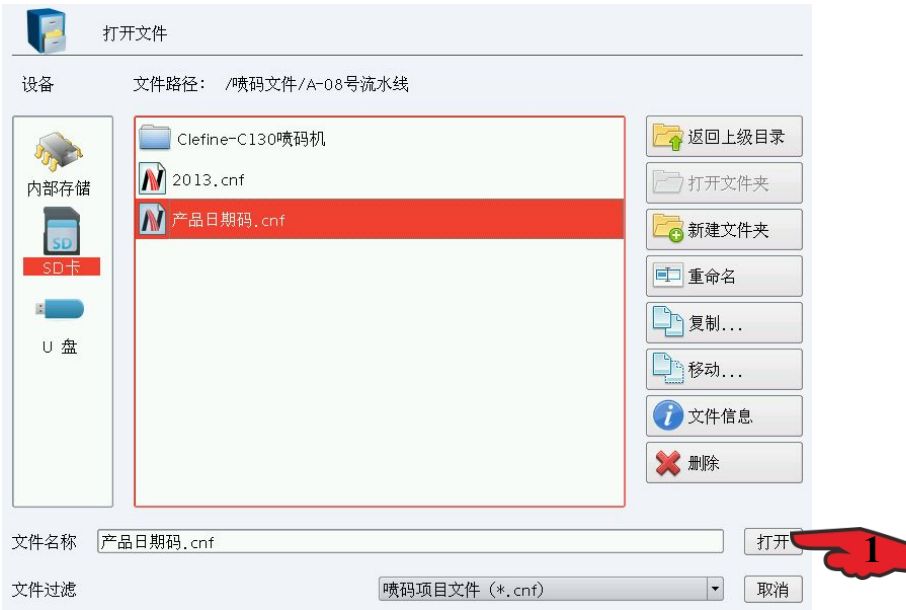 打开文件
设备
文件路径： /喷码文件/A-08号流水线
内部存储
SD
SD卡
U 盘
Clefine-C130喷码机
2013.cnf
产品日期码.cnf
返回上级目录
打开文件夹
新建文件夹
重命名
复制...
移动...
文件信息
删除
文件名称 产品日期码.cnf 打开
1
文件过滤 喷码项目文件 (*.cnf) 取消